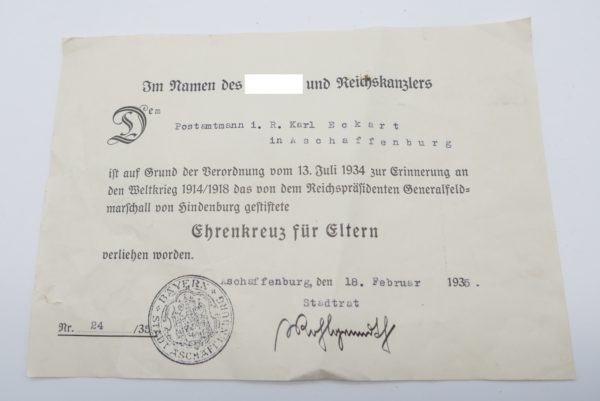 Im Namen des und Reichskanzlers
Dem
Postamtmann i. R. Karl Eckart
in Aschaffenburg
ist auf Grund der Verordnung vom 13. Juli 1934 zur Erinnerung an
den Weltkrieg 1914/1918 das von dem Reichspräsidenten Generalfeld-
marschall von Hindenburg gestiftete
Ehrenkreuz für Eltern
verliehen worden.
Aschaffenburg, den 18. Februar 1936.
Stadtrat
Nr. 24 /35
BAYERN
STADT ASCHAFFENBURG